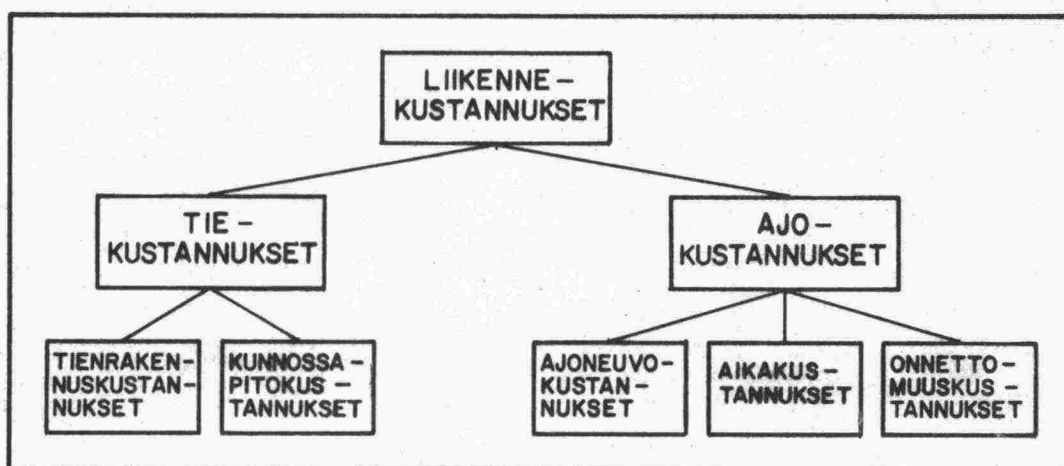 LIIKENNE–
KUSTANNUKSET
TIE–
KUSTANNUKSET
AJO–
KUSTANNUKSET
TIENRAKEN–
NUSKUSTAN–
NUKSET
KUNNOSSA–
PITOKUS–
TANNUKSET
AJONEUVO–
KUSTAN–
NUKSET
AIKAKUS–
TANNUKSET
ONNETTO–
MUUSKUS–
TANNUKSET